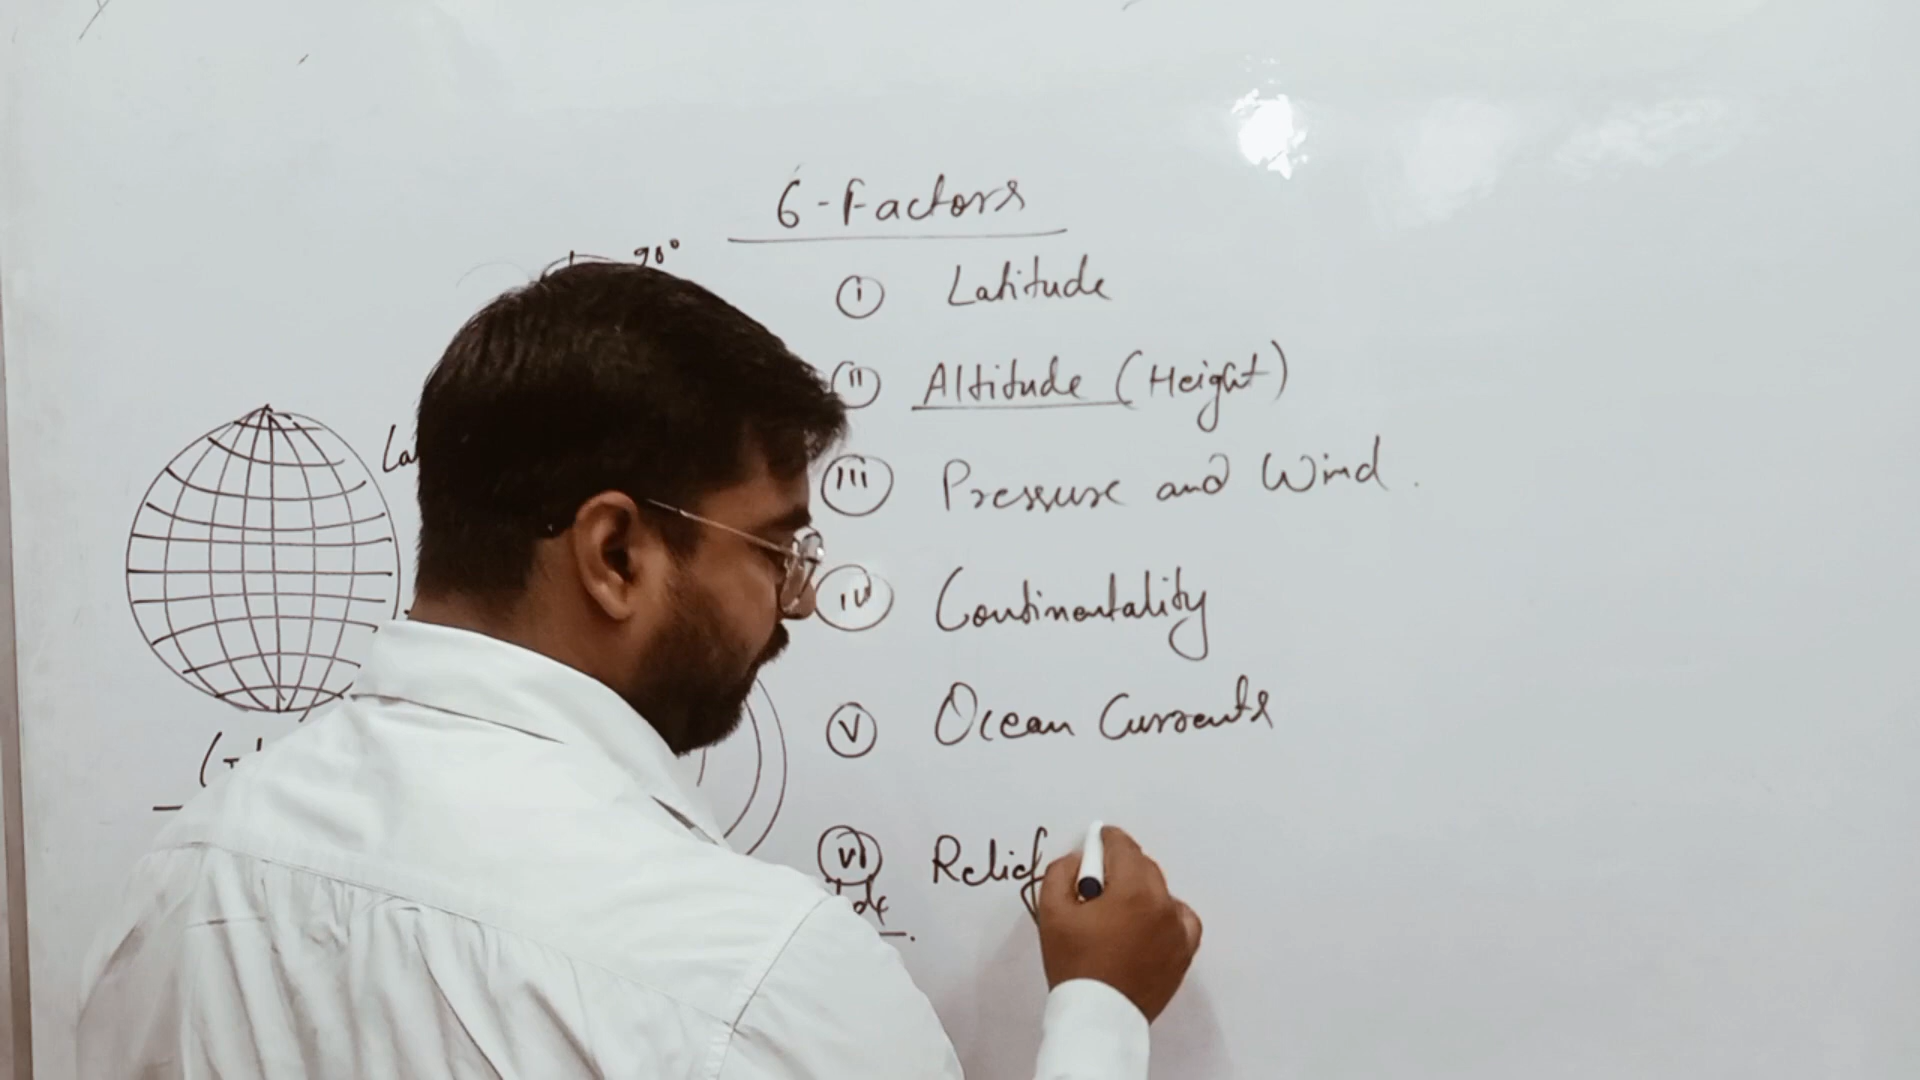 6-Factors
90°
i Latitude
ii Altitude (Height)
iii Pressure and Wind.
iv Continentality
v Ocean Currents
vi Relief